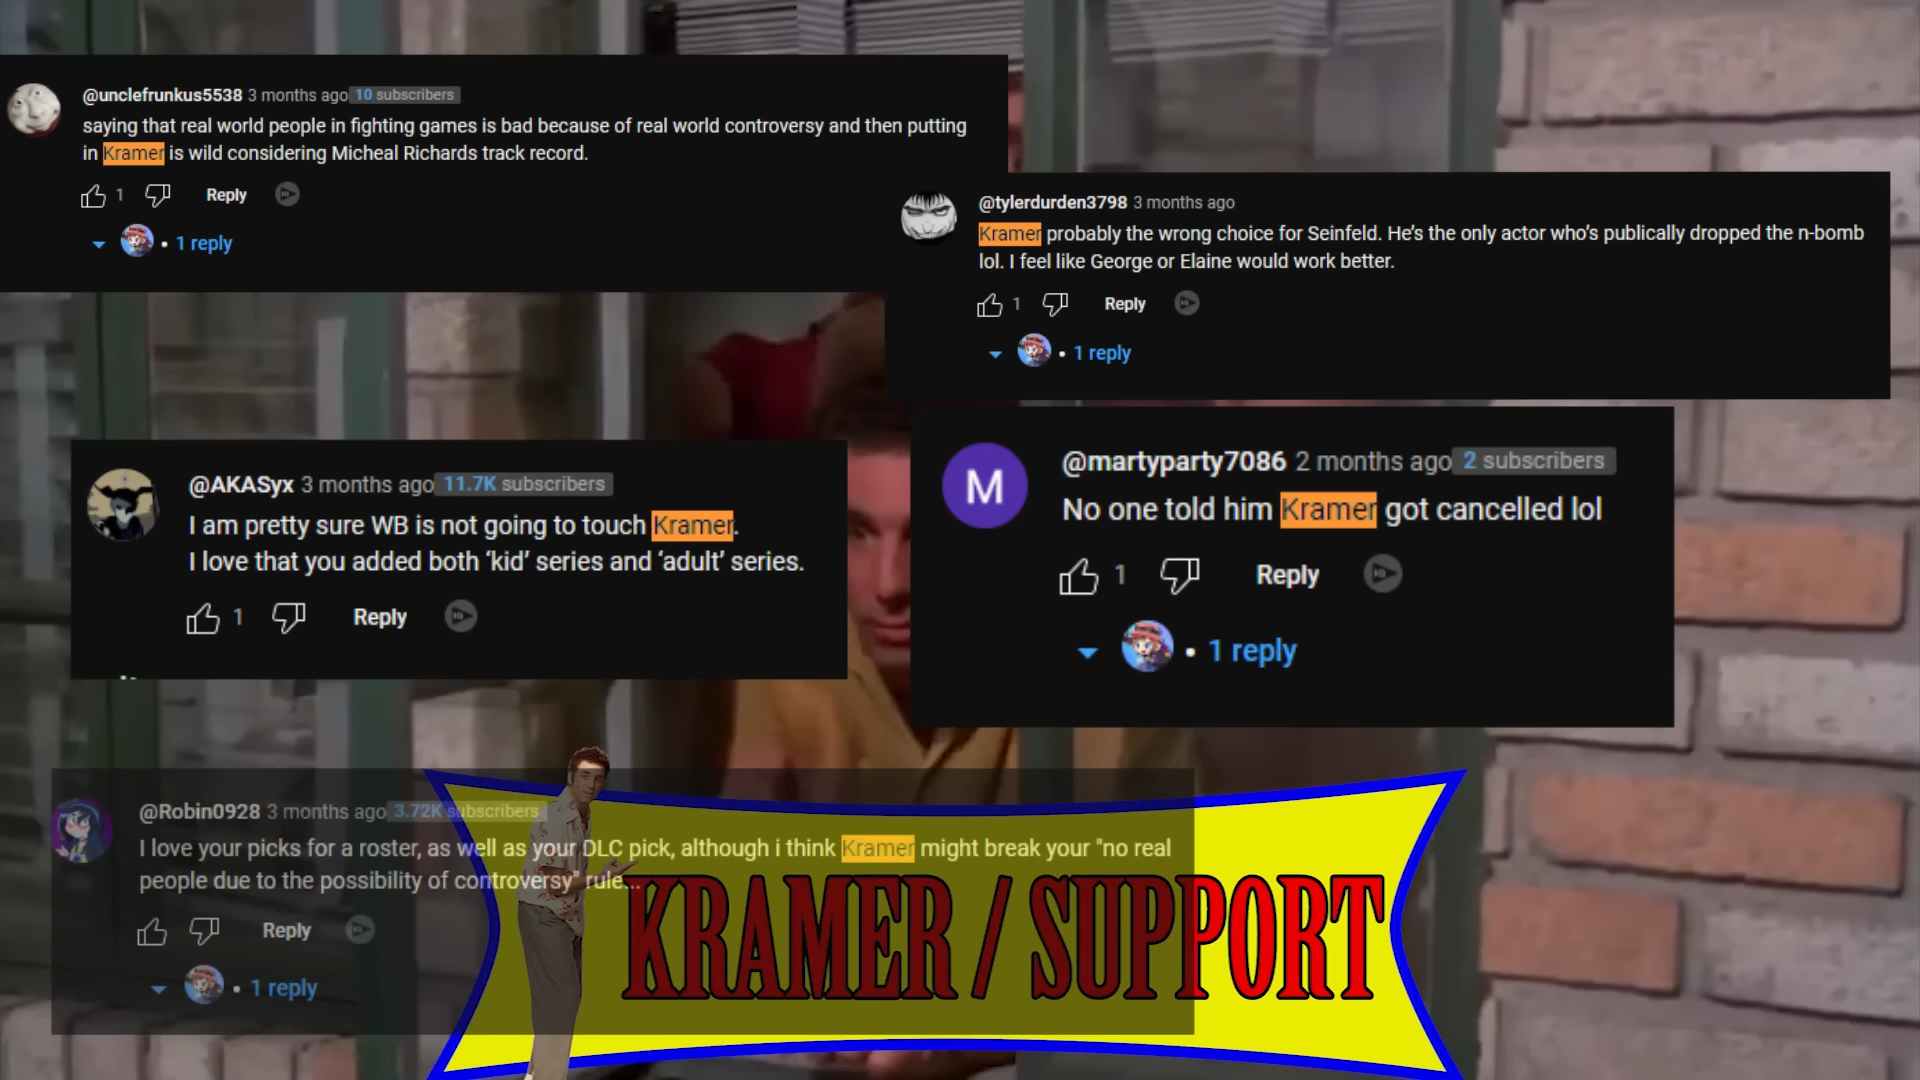 @unclefrunkus5538 3 months ago 10 subscribers
saying that real world people in fighting games is bad because of real world controversy and then putting
in Kramer is wild considering Micheal Richards track record.
1 Reply
• 1 reply
@tylerdurden3798 3 months ago
Kramer probably the wrong choice for Seinfeld. He's the only actor who's publically dropped the n-bomb
lol. I feel like George or Elaine would work better.
1 Reply
• 1 reply
@AKASyx 3 months ago 11.7K subscribers
I am pretty sure WB is not going to touch Kramer.
I love that you added both ‘kid’ series and ‘adult’ series.
1 Reply
M
@martyparty7086 2 months ago 2 subscribers
No one told him Kramer got cancelled lol
1 Reply
• 1 reply
@Robin0928 3 months ago 3.72K subscribers
I love your picks for a roster, as well as your DLC pick, although i think Kramer might break your "no real
people due to the possibility of controversy" rule...
Reply
• 1 reply
KRAMER / SUPPORT